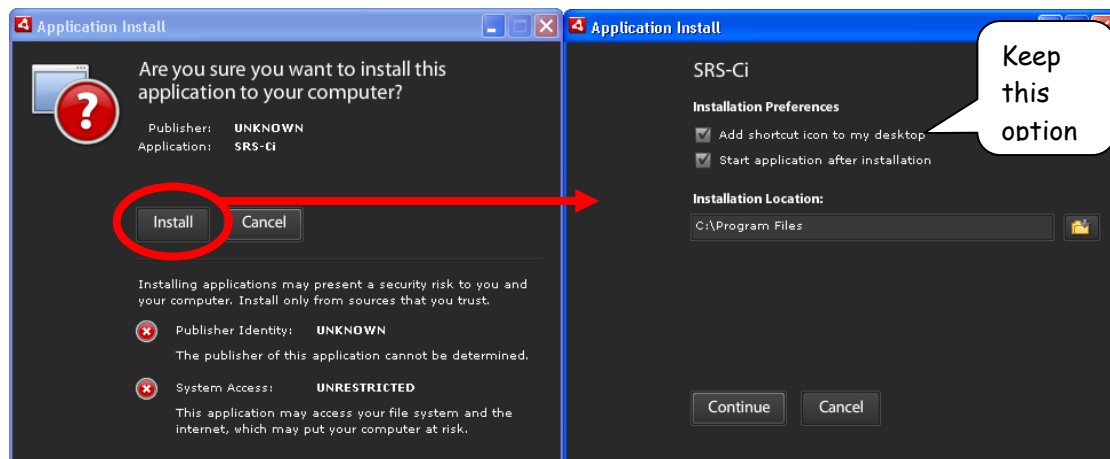 Application Install
Are you sure you want to install this
application to your computer?
Publisher: UNKNOWN
Application: SRS-Ci
Install Cancel
Installing applications may present a security risk to you and
your computer. Install only from sources that you trust.
Publisher Identity: UNKNOWN
The publisher of this application cannot be determined.
System Access: UNRESTRICTED
This application may access your file system and the
internet, which may put your computer at risk.
Application Install
SRS-Ci
Installation Preferences
Add shortcut icon to my desktop
Start application after installation
Installation Location:
C:\Program Files
Continue Cancel
Keep
this
option